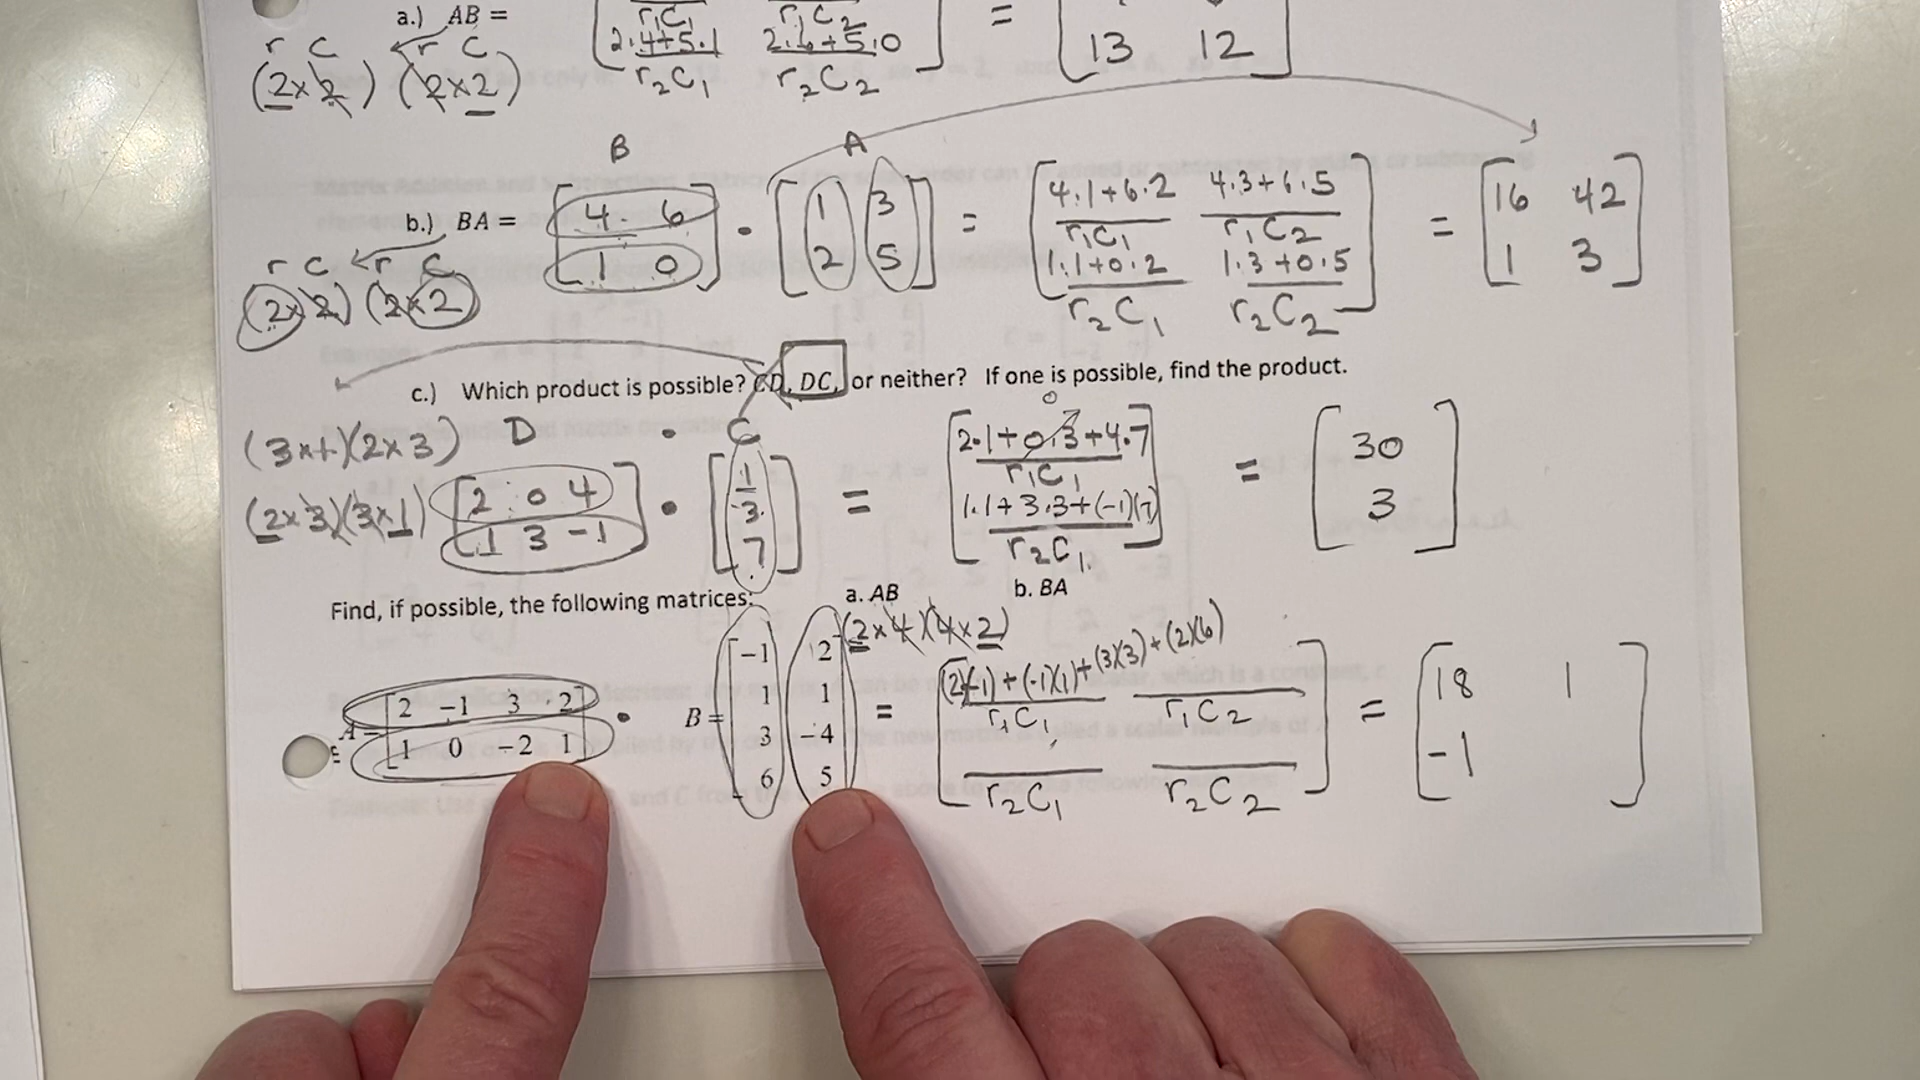 a.) AB = [ r₁C₁ r₁C₂ =
2·4+5·1 2·6+5·0 13 12
r C r C
(2x2) (2x2) r₂C₁ r₂C₂
B A
b.) BA = [4 6 · [1 3 = [4·1+6·2 4·3+6·5 = [16 42
1 0] 2 5] r₁C₁ r₁C₂ 1 3]
r C r C 1·1+0·2 1·3+0·5
(2x2) (2x2) r₂C₁ r₂C₂]
c.) Which product is possible? CD, DC, or neither? If one is possible, find the product.
(3x1)(2x3) D · C 0
(2x3)(3x1) [2 0 4 · [1 = [2·1+0·3+4·7 = [30
1 3 -1] 3 r₁C₁ 3]
7] 1·1+3·3+(-1)(7)
r₂C₁]
Find, if possible, the following matrices: a. AB b. BA
(2x4)(4x2)
A = [2 -1 3 2 · B = [-1 2 = [(2)(-1)+(-1)(1)+(3)(3)+(2)(6) = [18 1
1 0 -2 1] 1 1 r₁C₁ r₁C₂ -1 ]
3 -4
6 5] r₂C₁ r₂C₂]